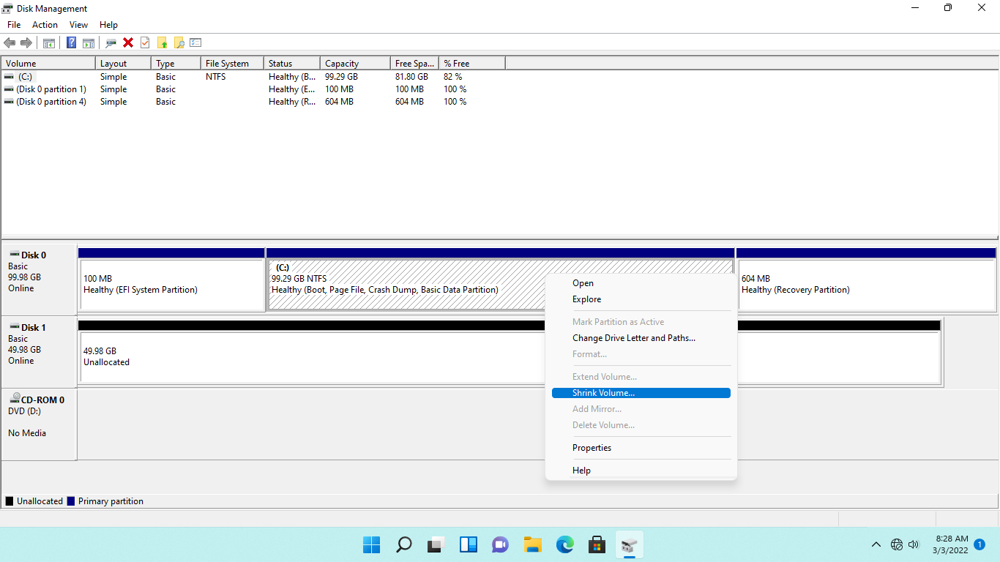 Disk Management
File Action View Help
Volume Layout Type File System Status Capacity Free Spa... % Free
(C:) Simple Basic NTFS Healthy (B... 99.29 GB 81.80 GB 82 %
(Disk 0 partition 1) Simple Basic Healthy (E... 100 MB 100 MB 100 %
(Disk 0 partition 4) Simple Basic Healthy (R... 604 MB 604 MB 100 %
Disk 0
Basic
99.98 GB
Online
100 MB
Healthy (EFI System Partition)
(C:)
99.29 GB NTFS
Healthy (Boot, Page File, Crash Dump, Basic Data Partition)
604 MB
Healthy (Recovery Partition)
Disk 1
Basic
49.98 GB
Online
49.98 GB
Unallocated
CD-ROM 0
DVD (D:)
No Media
Open
Explore
Mark Partition as Active
Change Drive Letter and Paths...
Format...
Extend Volume...
Shrink Volume...
Add Mirror...
Delete Volume...
Properties
Help
Unallocated Primary partition
8:28 AM
3/3/2022
1